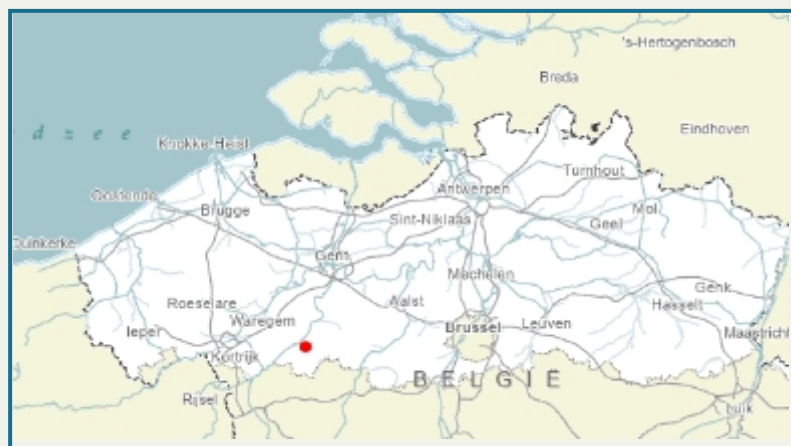 's-Hertogenbosch
Breda
dzee
Eindhoven
Knokke-Heist
Turnhout
Antwerpen
Oostende
Mol
Brugge
Sint-Niklaas
Geel
Duinkerke
Gent
Mechelen
Genk
Roeselare
Aalst
Hasselt
Waregem
Brussel
Leuven
Ieper
Maastricht
Kortrijk
BELGIË
Rijsel
Luik